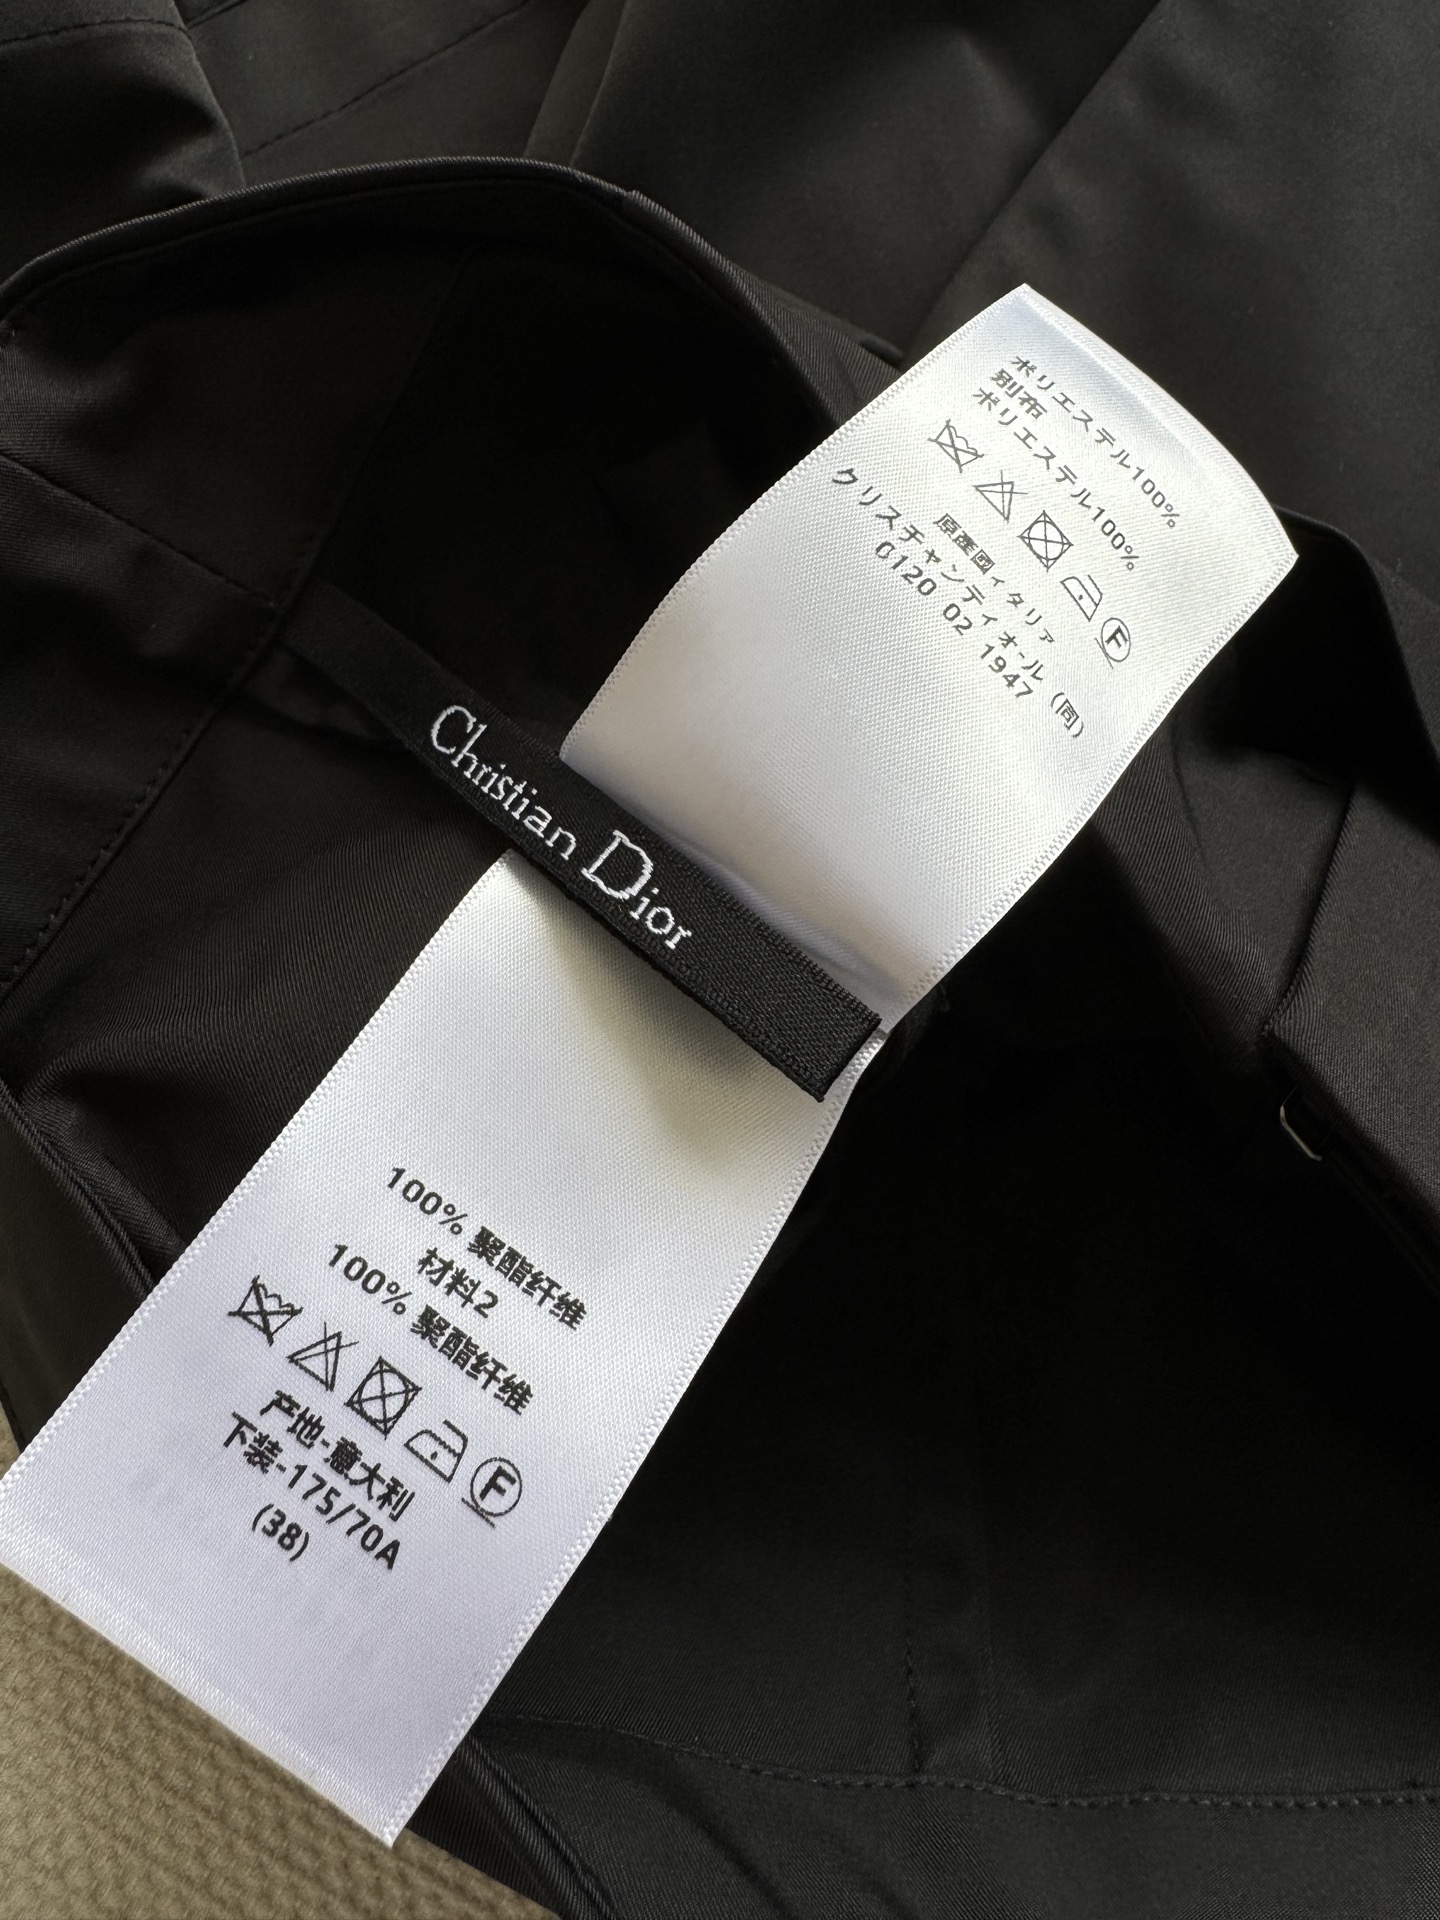 ポリエステル100%
別布
ポリエステル100%
F
原産國ィタリァ
クリスチャンディオール (同)
0120 02 1947
Christian Dior
100% 聚酯纤维
材料2
100% 聚酯纤维
F
产地-意大利
下装-175/70A
(38)